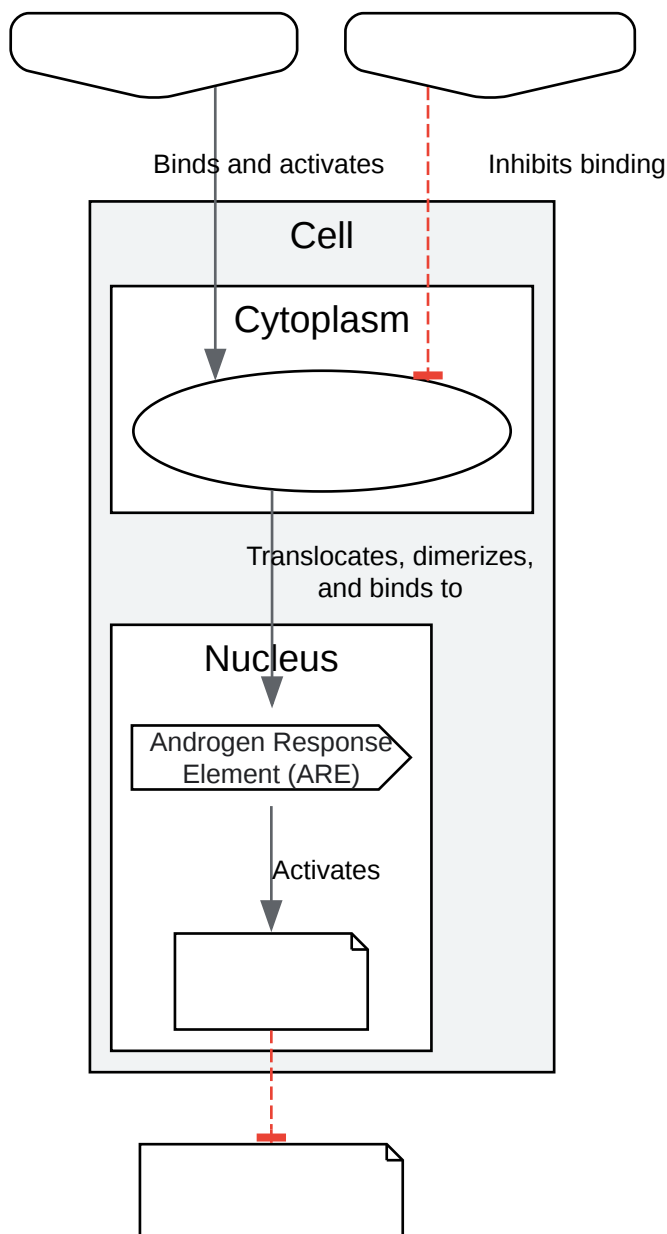 Binds and activates
Inhibits binding
Cell
Cytoplasm
Translocates, dimerizes,
and binds to
Nucleus
Androgen Response
Element (ARE)
Activates